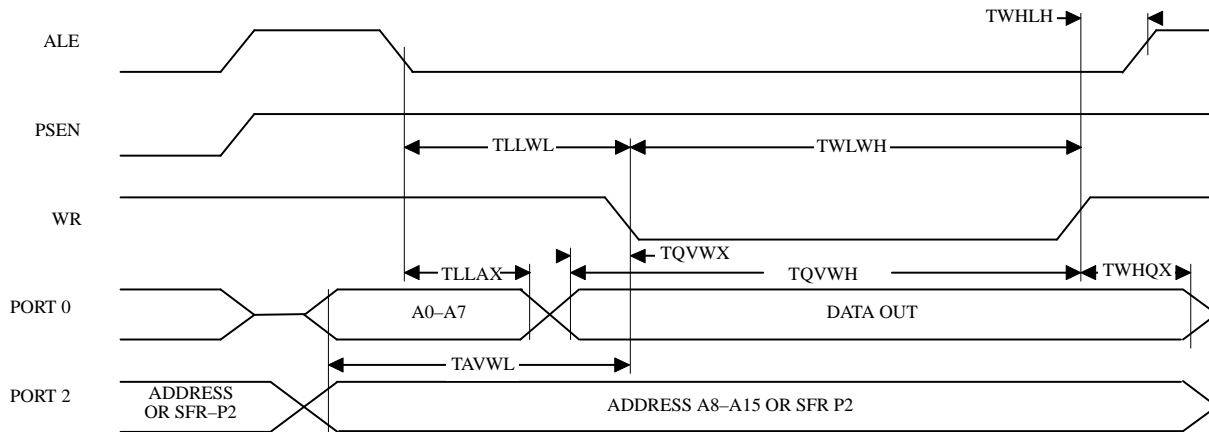 TWHLH
ALE
PSEN
TLLWL
TWLWH
WR
TQVWX
TLLAX
TQVWH
TWHQX
PORT 0
A0–A7
DATA OUT
TAVWL
PORT 2
ADDRESS
OR SFR–P2
ADDRESS A8–A15 OR SFR P2